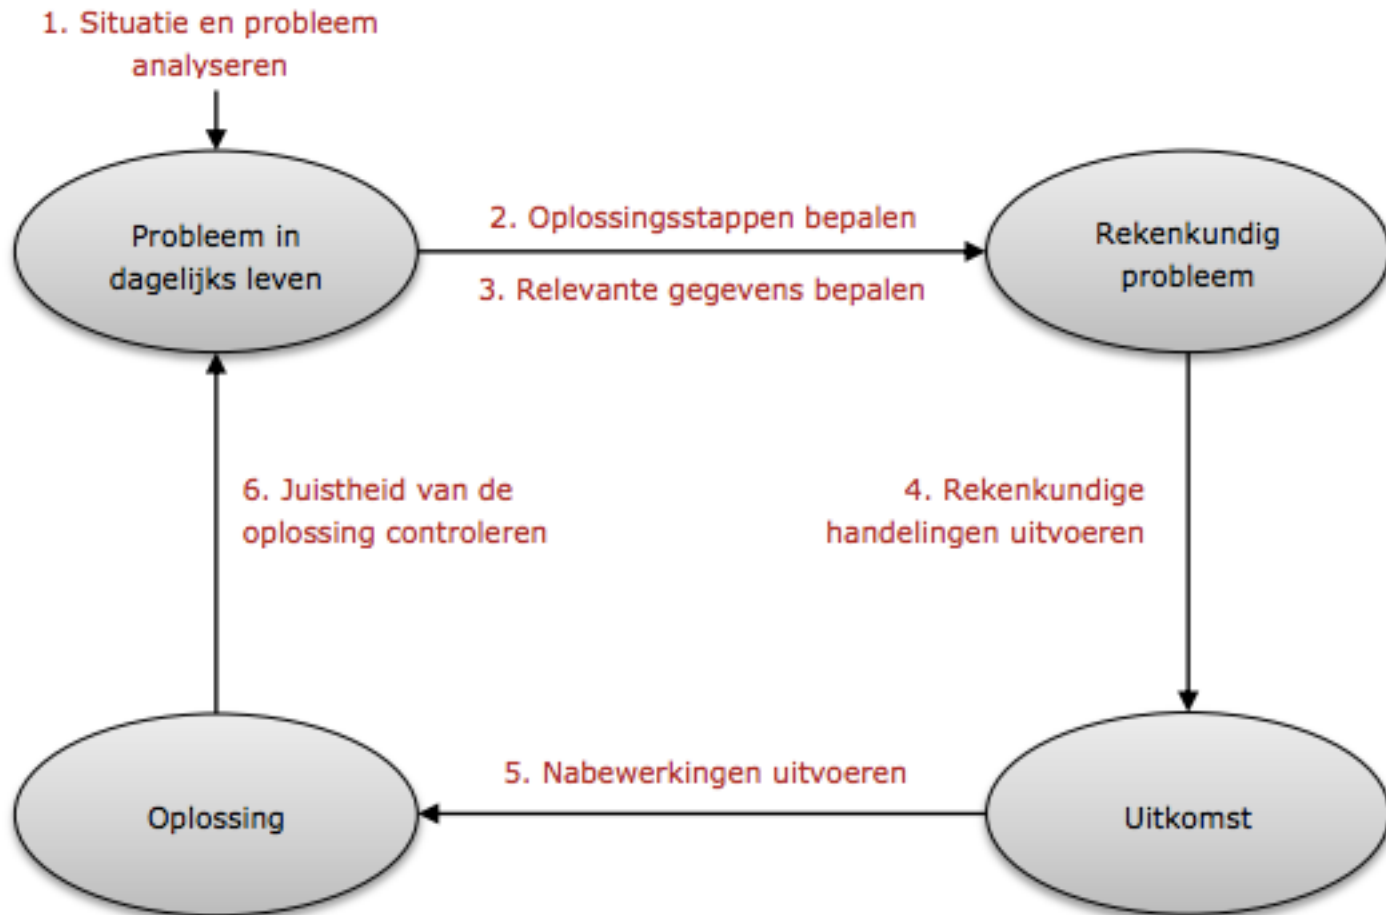 1. Situatie en probleem
analyseren
Probleem in
dagelijks leven
2. Oplossingsstappen bepalen
3. Relevante gegevens bepalen
Rekenkundig
probleem
4. Rekenkundige
handelingen uitvoeren
Uitkomst
5. Nabewerkingen uitvoeren
Oplossing
6. Juistheid van de
oplossing controleren